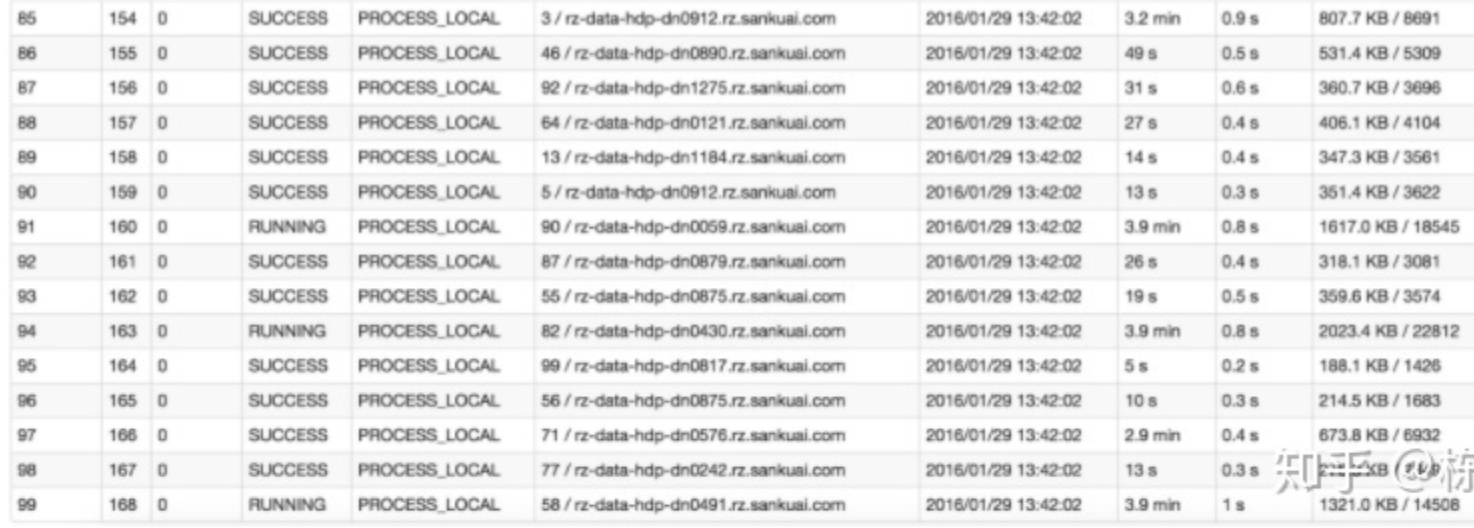 85 154 0 SUCCESS PROCESS_LOCAL 3 / rz-data-hdp-dn0912.rz.sankuai.com 2016/01/29 13:42:02 3.2 min 0.9 s 807.7 KB / 8691
86 155 0 SUCCESS PROCESS_LOCAL 46 / rz-data-hdp-dn0890.rz.sankuai.com 2016/01/29 13:42:02 49 s 0.5 s 531.4 KB / 5309
87 156 0 SUCCESS PROCESS_LOCAL 92 / rz-data-hdp-dn1275.rz.sankuai.com 2016/01/29 13:42:02 31 s 0.6 s 360.7 KB / 3696
88 157 0 SUCCESS PROCESS_LOCAL 64 / rz-data-hdp-dn0121.rz.sankuai.com 2016/01/29 13:42:02 27 s 0.4 s 406.1 KB / 4104
89 158 0 SUCCESS PROCESS_LOCAL 13 / rz-data-hdp-dn1184.rz.sankuai.com 2016/01/29 13:42:02 14 s 0.4 s 347.3 KB / 3561
90 159 0 SUCCESS PROCESS_LOCAL 5 / rz-data-hdp-dn0912.rz.sankuai.com 2016/01/29 13:42:02 13 s 0.3 s 351.4 KB / 3622
91 160 0 RUNNING PROCESS_LOCAL 90 / rz-data-hdp-dn0059.rz.sankuai.com 2016/01/29 13:42:02 3.9 min 0.8 s 1617.0 KB / 18545
92 161 0 SUCCESS PROCESS_LOCAL 87 / rz-data-hdp-dn0879.rz.sankuai.com 2016/01/29 13:42:02 26 s 0.4 s 318.1 KB / 3081
93 162 0 SUCCESS PROCESS_LOCAL 55 / rz-data-hdp-dn0875.rz.sankuai.com 2016/01/29 13:42:02 19 s 0.5 s 359.6 KB / 3574
94 163 0 RUNNING PROCESS_LOCAL 82 / rz-data-hdp-dn0430.rz.sankuai.com 2016/01/29 13:42:02 3.9 min 0.8 s 2023.4 KB / 22812
95 164 0 SUCCESS PROCESS_LOCAL 99 / rz-data-hdp-dn0817.rz.sankuai.com 2016/01/29 13:42:02 5 s 0.2 s 188.1 KB / 1426
96 165 0 SUCCESS PROCESS_LOCAL 56 / rz-data-hdp-dn0875.rz.sankuai.com 2016/01/29 13:42:02 10 s 0.3 s 214.5 KB / 1683
97 166 0 SUCCESS PROCESS_LOCAL 71 / rz-data-hdp-dn0576.rz.sankuai.com 2016/01/29 13:42:02 2.9 min 0.4 s 673.8 KB / 6932
98 167 0 SUCCESS PROCESS_LOCAL 77 / rz-data-hdp-dn0242.rz.sankuai.com 2016/01/29 13:42:02 13 s 0.3 s KB /
知乎 @栋
99 168 0 RUNNING PROCESS_LOCAL 58 / rz-data-hdp-dn0491.rz.sankuai.com 2016/01/29 13:42:02 3.9 min 1 s 1321.0 KB / 14508